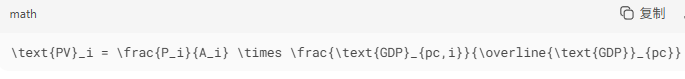 math
复制
\text{PV}_i = \frac{P_i}{A_i} \times \frac{\text{GDP}_{pc,i}}{\overline{\text{GDP}}_{pc}}